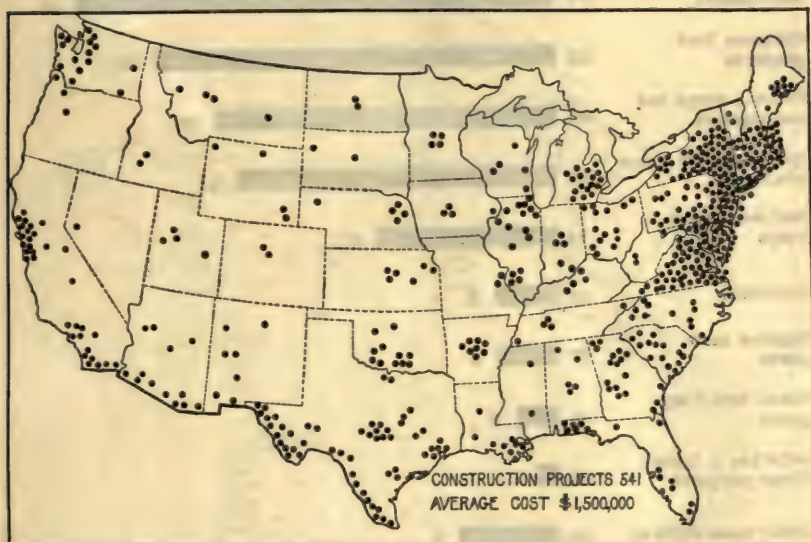 CONSTRUCTION PROJECTS 541
AVERAGE COST $1,500,000